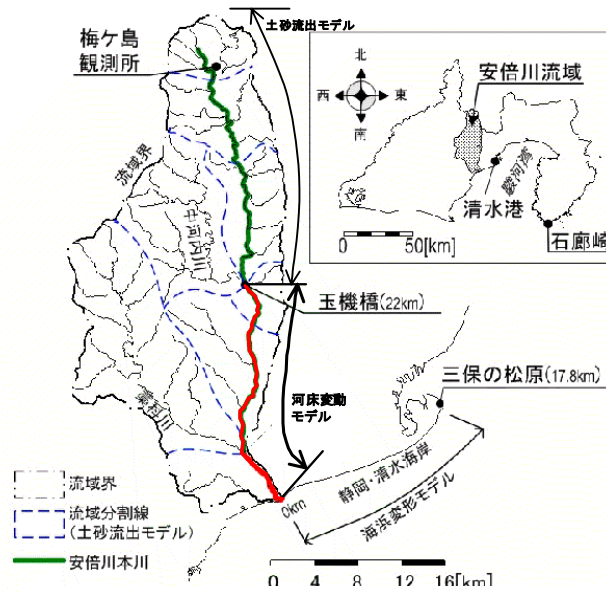 土砂流出モデル
梅ケ島
観測所
流域界
中河内川
藁科川
玉機橋(22km)
河床変動
モデル
三保の松原(17.8km)
静岡・清水海岸
海浜変形モデル
0km
北
西
東
南
安倍川流域
駿河湾
清水港
石廊崎
0
50[km]
流域界
流域分割線
(土砂流出モデル)
安倍川本川
0 4 8 12 16[km]